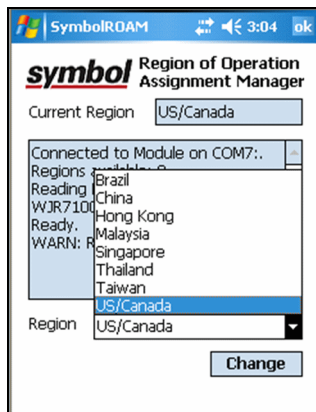 SymbolROAM 3:04 ok
symbol Region of Operation
Assignment Manager
Current Region US/Canada
Connected to Module on COM7:.
Regions
Reading
WJR7100
Ready.
WARN:
Brazil
China
Hong Kong
Malaysia
Singapore
Thailand
Taiwan
US/Canada
Region US/Canada
Change